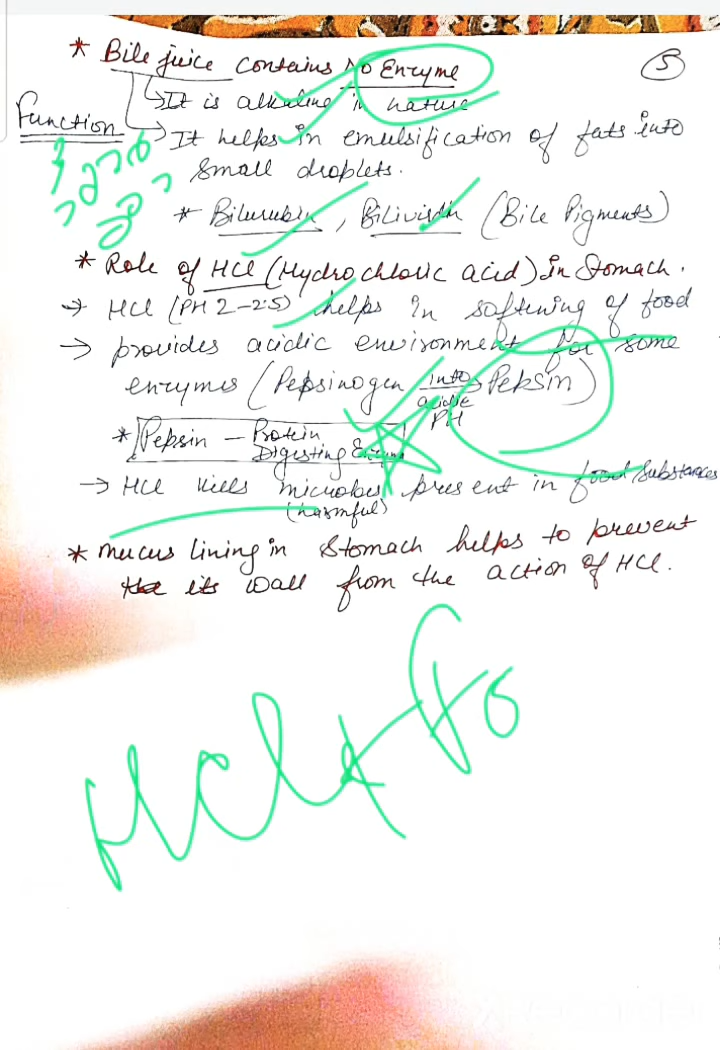 * Bile juice contains No Enzyme
5
↳ It is alkaline in nature
Function
→ It helps in emulsification of fats into
small droplets.
* Bilurubin, Biliverdin (Bile Pigments)
* Role of HCl (Hydrochloric acid) In Stomach.
→ HCl (PH 2-2.5) helps in softening of food
→ provides acidic environment for some
enzymes (Pepsinogen into acidic PH → Pepsin)
* Pepsin – Protein
Digesting Enzyme
→ HCl kills microbes present in food substances
(harmful)
* Mucus lining in Stomach helps to prevent
its wall from the action of HCl.
HCl